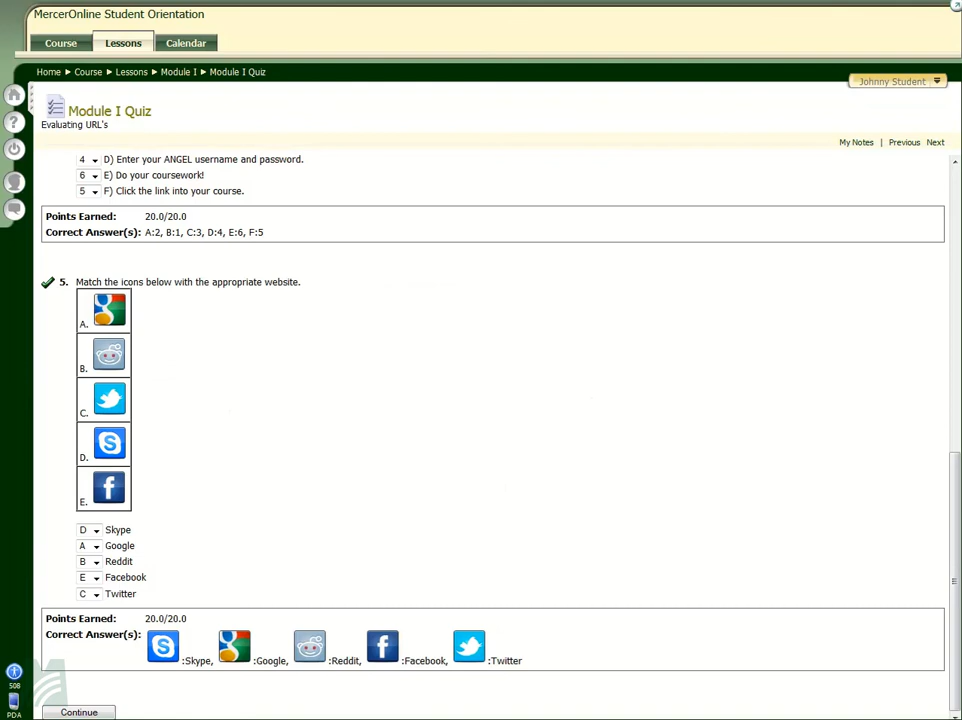 MercerOnline Student Orientation
Course Lessons Calendar
Home ▸ Course ▸ Lessons ▸ Module I ▸ Module I Quiz
Johnny Student
Module I Quiz
Evaluating URL's
My Notes | Previous Next
4 D) Enter your ANGEL username and password.
6 E) Do your coursework!
5 F) Click the link into your course.
Points Earned: 20.0/20.0
Correct Answer(s): A:2, B:1, C:3, D:4, E:6, F:5
5. Match the icons below with the appropriate website.
A.
B.
C.
D.
E.
D Skype
A Google
B Reddit
E Facebook
C Twitter
Points Earned: 20.0/20.0
Correct Answer(s): :Skype, :Google, :Reddit, :Facebook, :Twitter
508
PDA
Continue